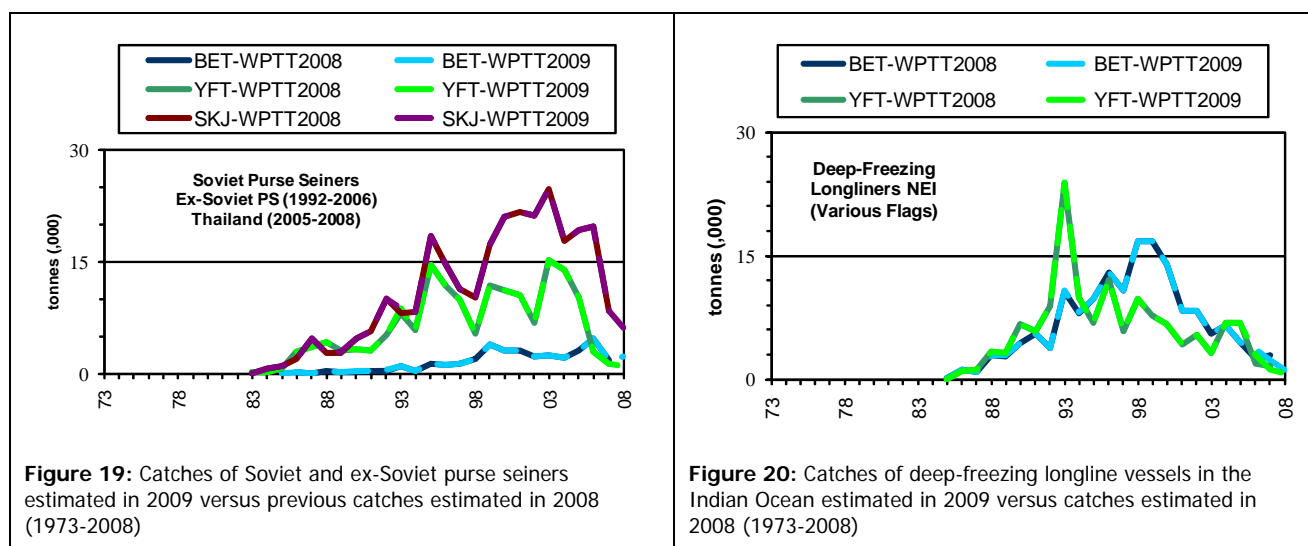 BET-WPTT2008 BET-WPTT2009
YFT-WPTT2008 YFT-WPTT2009
SKJ-WPTT2008 SKJ-WPTT2009
30
Soviet Purse Seiners
Ex-Soviet PS (1992-2006)
Thailand (2005-2008)
tonnes (,000)
15
0
73 78 83 88 93 98 03 08
Figure 19: Catches of Soviet and ex-Soviet purse seiners
estimated in 2009 versus previous catches estimated in 2008
(1973-2008)
BET-WPTT2008 BET-WPTT2009
YFT-WPTT2008 YFT-WPTT2009
30
Deep-Freezing
Longliners NEI
(Various Flags)
tonnes (,000)
15
0
73 78 83 88 93 98 03 08
Figure 20: Catches of deep-freezing longline vessels in the
Indian Ocean estimated in 2009 versus catches estimated in
2008 (1973-2008)